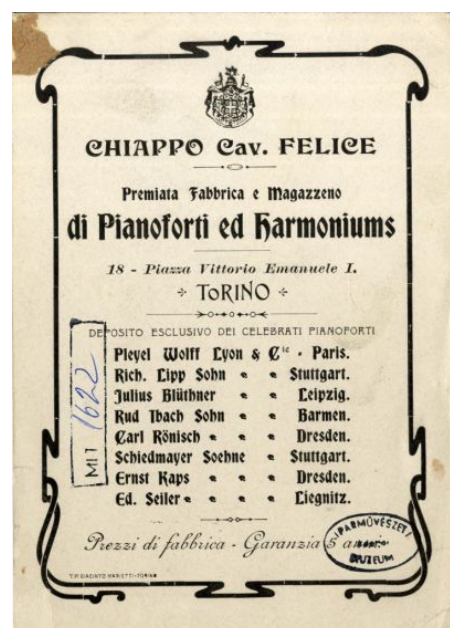 CHIAPPO Cav. FELICE
Premiata Fabbrica e Magazzeno
di Pianoforti ed Harmoniums
18 - Piazza Vittorio Emanuele I.
TORINO
DEPOSITO ESCLUSIVO DEI CELEBRATI PIANOFORTI
Pleyel Wolff Lyon & Cie - Paris.
Rich. Lipp Sohn " " Stuttgart.
Julius Blüthner " " Leipzig.
Rud Ibach Sohn " " Barmen.
Carl Rönisch " " " Dresden.
Schiedmayer Soehne " Stuttgart.
Ernst Kaps " " " Dresden.
Ed. Seiler " " " " Liegnitz.
Prezzi di fabbrica - Garanzia 5 anni
TIP. GIACINTO MARIETTI-TORINO
MLT 1622
IPARMŰVÉSZETI
MUZEUM